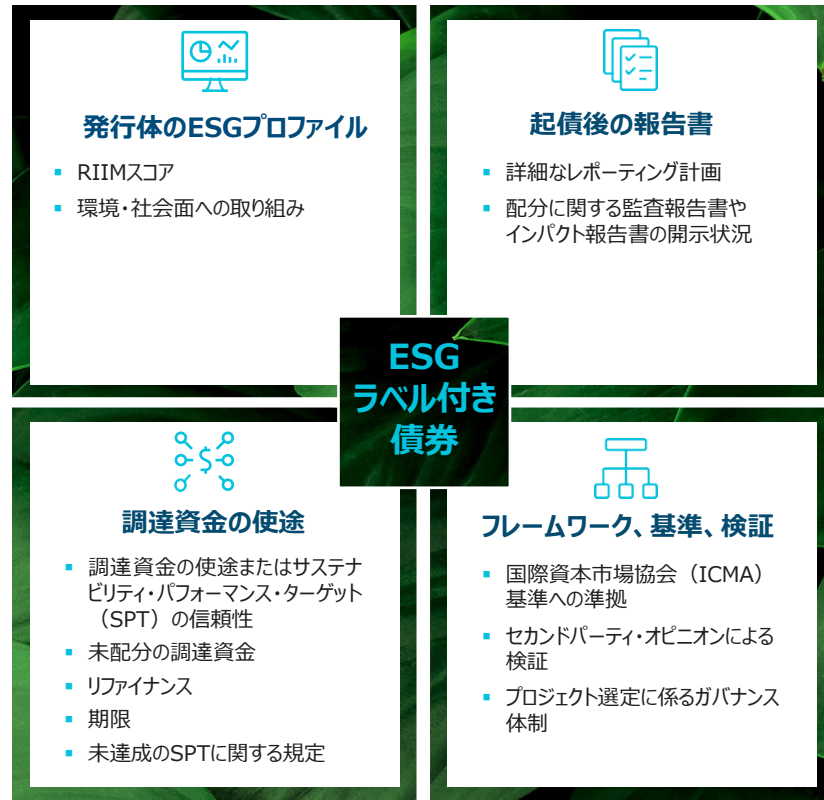 発行体のESGプロファイル
RIIMスコア
環境・社会面への取り組み
起債後の報告書
詳細なレポーティング計画
配分に関する監査報告書や
インパクト報告書の開示状況
ESG
ラベル付き
債券
調達資金の使途
調達資金の使途またはサステナ
ビリティ・パフォーマンス・ターゲット
（SPT）の信頼性
未配分の調達資金
リファイナンス
期限
未達成のSPTに関する規定
フレームワーク、基準、検証
国際資本市場協会（ICMA）
基準への準拠
セカンドパーティ・オピニオンによる
検証
プロジェクト選定に係るガバナンス
体制